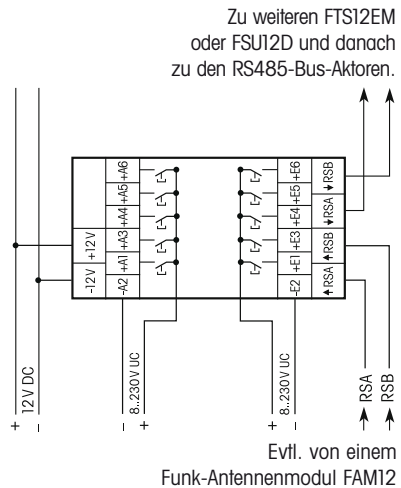 Zu weiteren FTS12EM
oder FSU12D und danach
zu den RS485-Bus-Aktoren.
+A6
+A5
+A4
+A3
+A1
-A2
+12V
-12V
+E6
+E5
+E4
+E3
+E1
-E2
↓RSB
↓RSA
↑RSB
↑RSA
+ 12V DC –
– 8..230V UC +
+ 8..230V UC –
RSA
RSB
Evtl. von einem
Funk-Antennenmodul FAM12